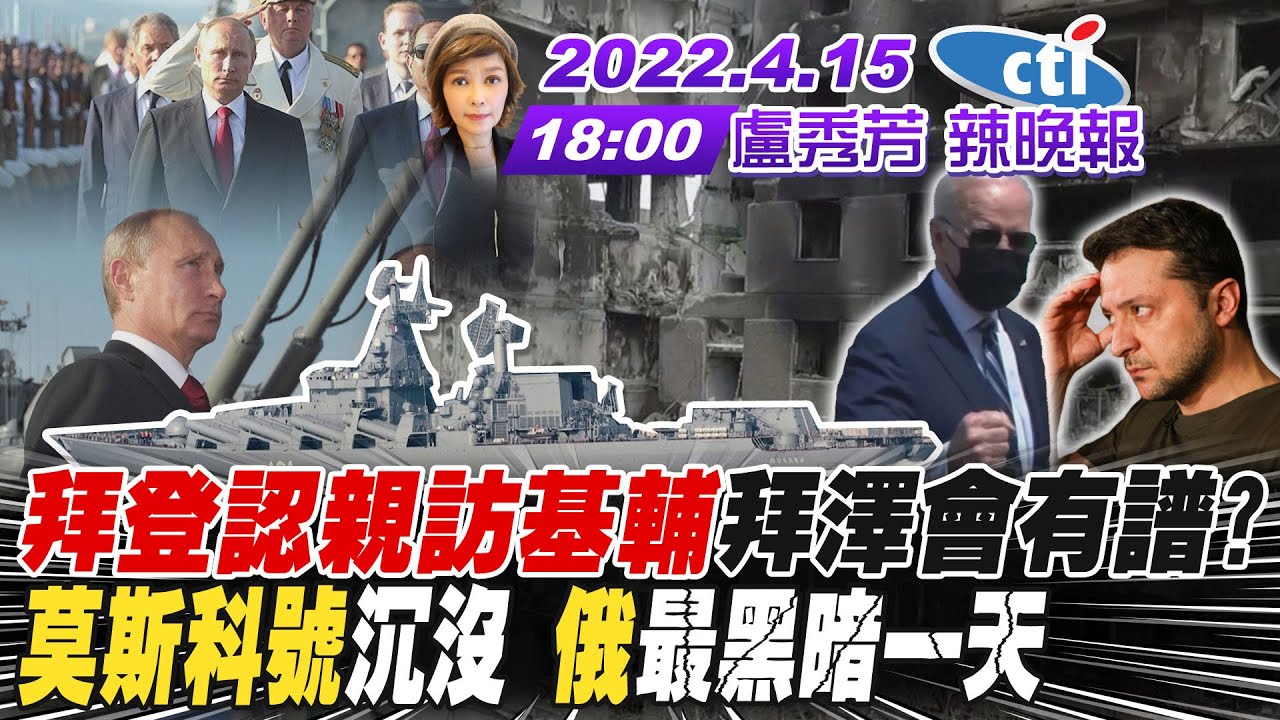 2022.4.15
cti
18:00 盧秀芳 辣晚報
拜登認親訪基輔拜澤會有譜?
莫斯科號沉沒 俄最黑暗一天